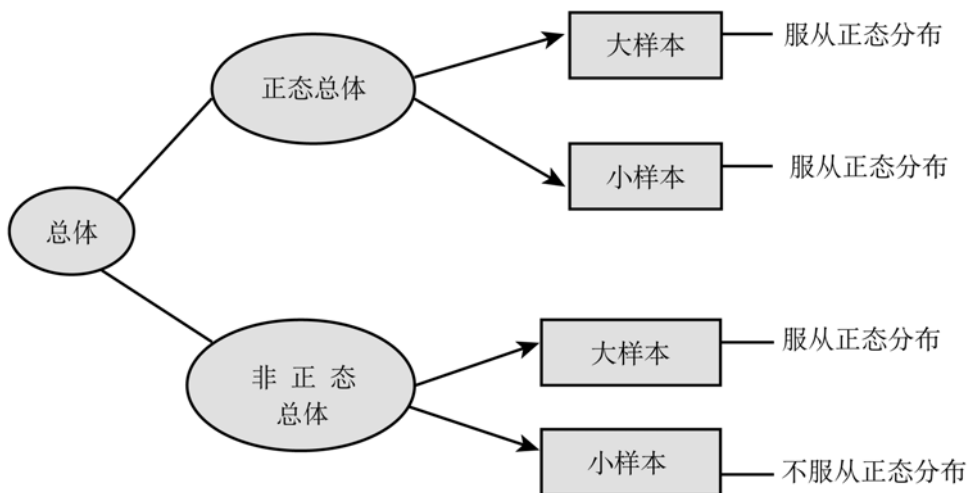 大样本
服从正态分布
正态总体
小样本
服从正态分布
总体
大样本
服从正态分布
非 正 态
总体
小样本
不服从正态分布